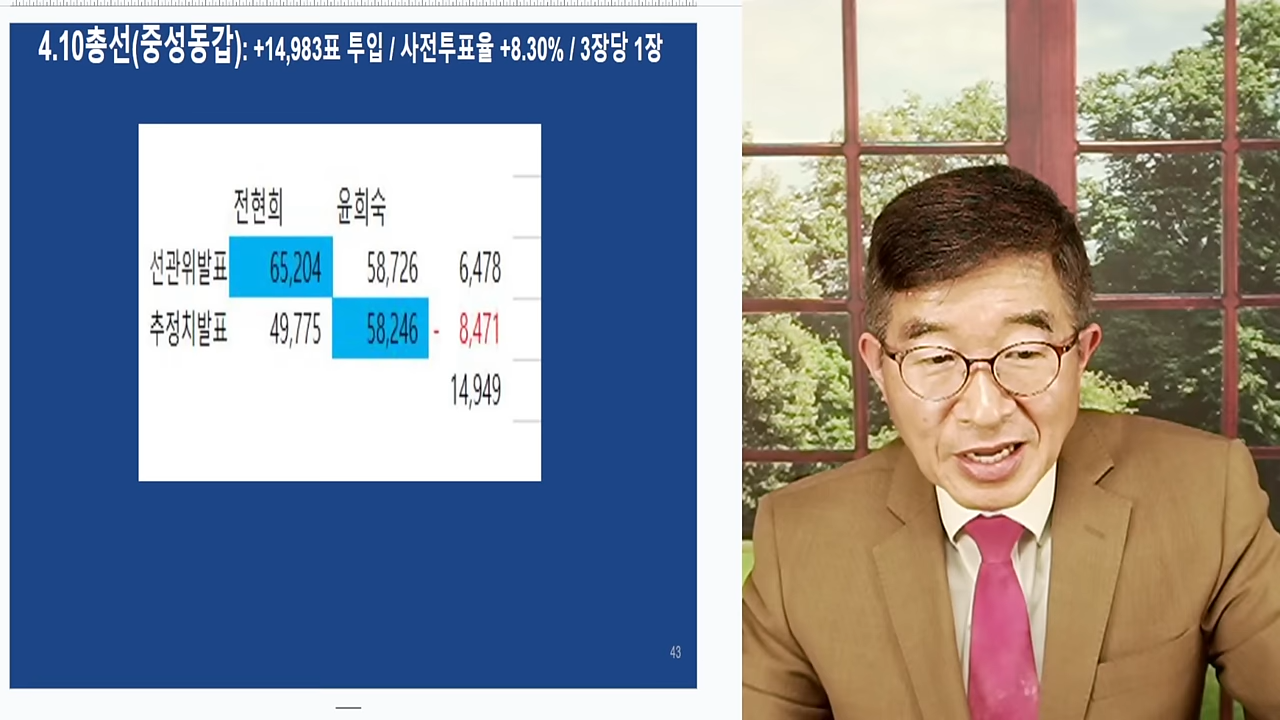 4.10총선(중성동갑): +14,983표 투입 / 사전투표율 +8.30% / 3장당 1장
전현희 윤희숙
선관위발표 65,204 58,726 6,478
추정치발표 49,775 58,246 - 8,471
14,949
43